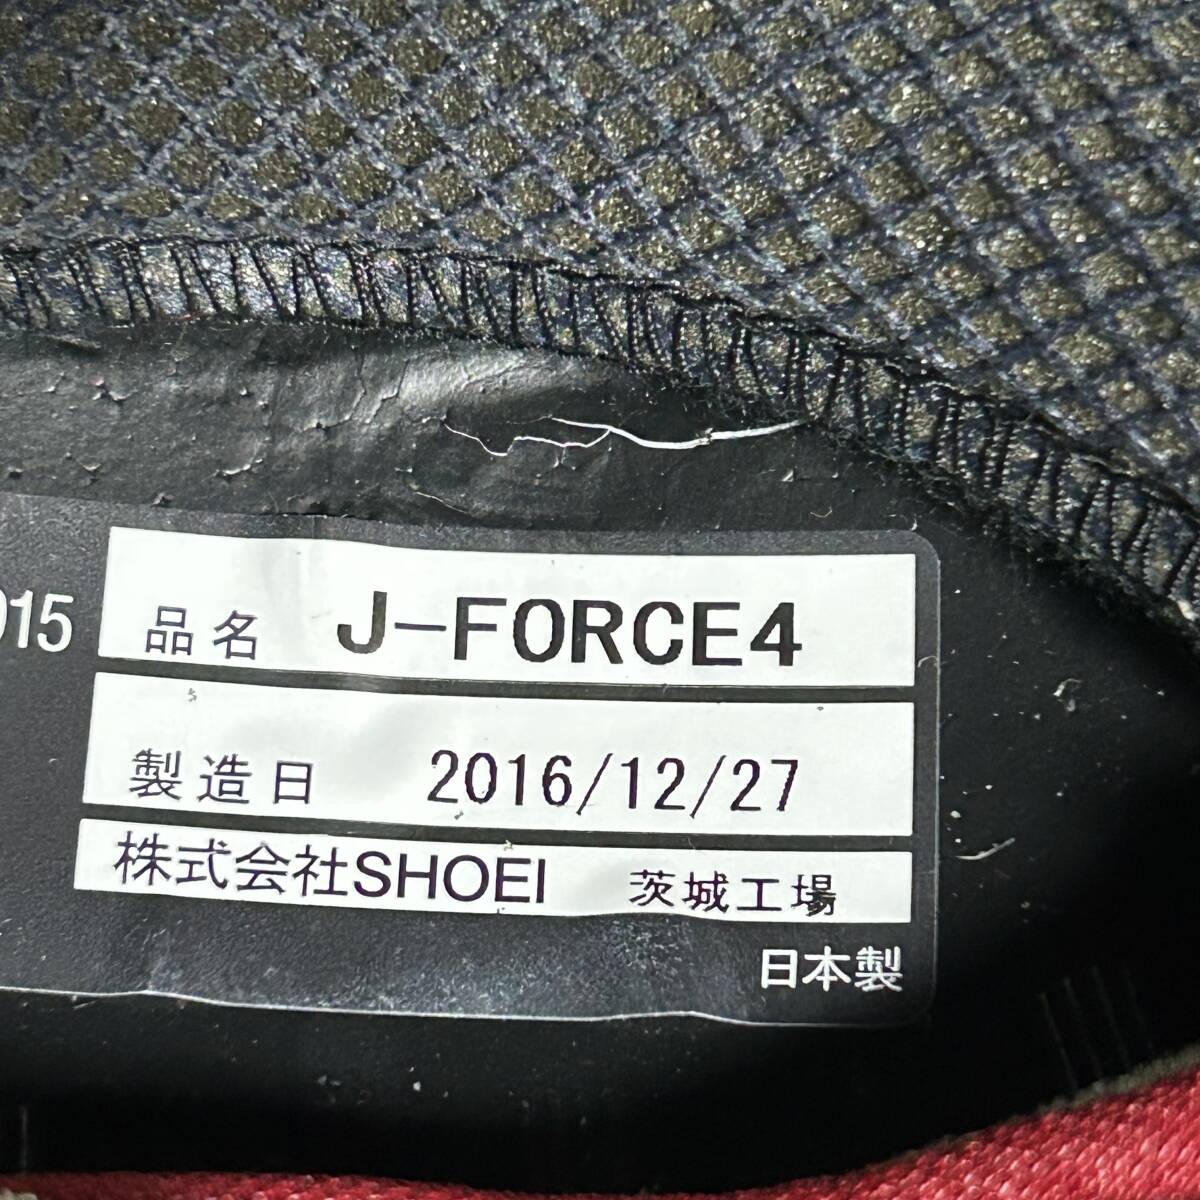 015
品名 J-FORCE4
製造日 2016/12/27
株式会社SHOEI 茨城工場
日本製